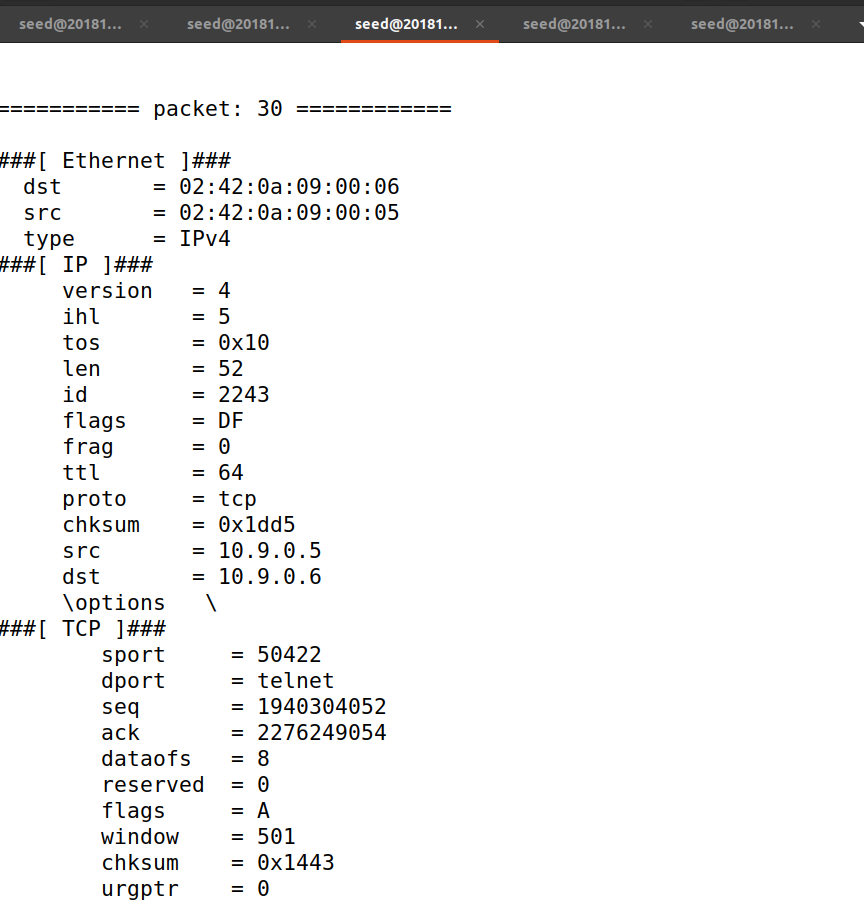 seed@20181... × seed@20181... × seed@20181... × seed@20181... × seed@20181... ×
=========== packet: 30 ============
###[ Ethernet ]###
  dst       = 02:42:0a:09:00:06
  src       = 02:42:0a:09:00:05
  type      = IPv4
###[ IP ]###
     version   = 4
     ihl       = 5
     tos       = 0x10
     len       = 52
     id        = 2243
     flags     = DF
     frag      = 0
     ttl       = 64
     proto     = tcp
     chksum    = 0x1dd5
     src       = 10.9.0.5
     dst       = 10.9.0.6
     \options   \
###[ TCP ]###
        sport     = 50422
        dport     = telnet
        seq       = 1940304052
        ack       = 2276249054
        dataofs   = 8
        reserved  = 0
        flags     = A
        window    = 501
        chksum    = 0x1443
        urgptr    = 0